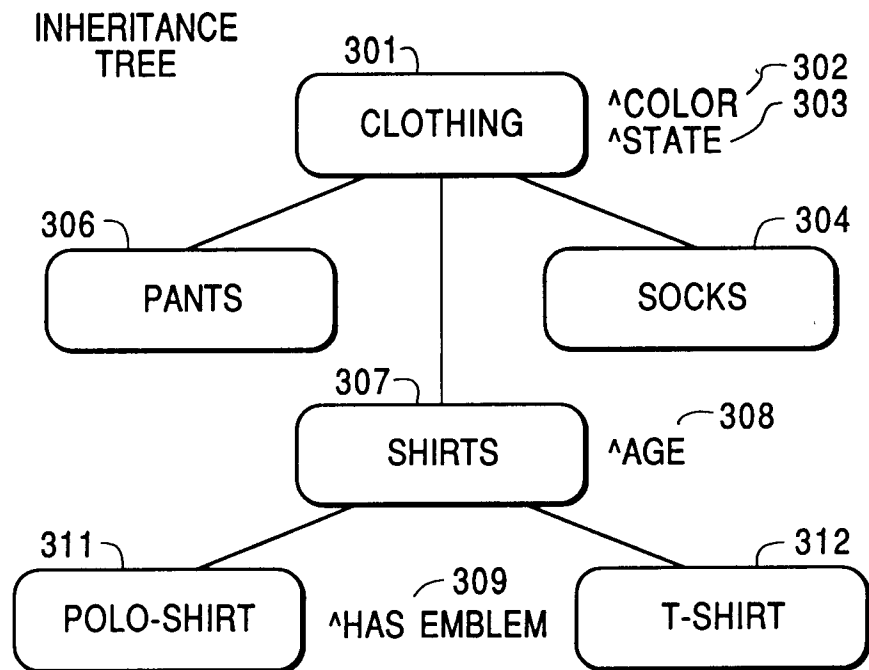 INHERITANCE
TREE
301
CLOTHING
^COLOR
302
^STATE
303
306
PANTS
304
SOCKS
307
SHIRTS
^AGE
308
311
POLO-SHIRT
309
^HAS EMBLEM
312
T-SHIRT